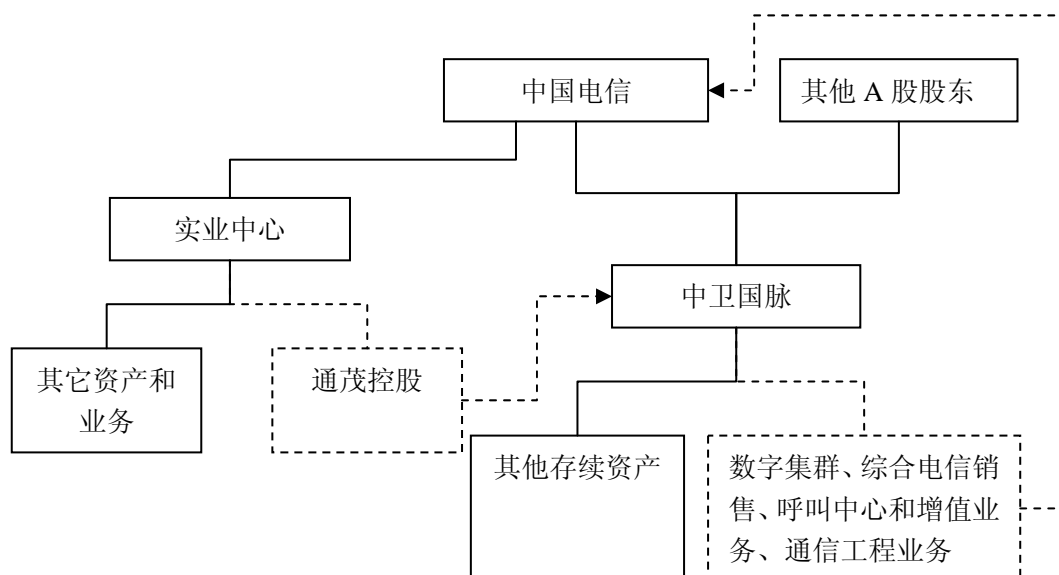 中国电信
其他 A 股股东
实业中心
中卫国脉
其它资产和
业务
通茂控股
其他存续资产
数字集群、综合电信销
售、呼叫中心和增值业
务、通信工程业务